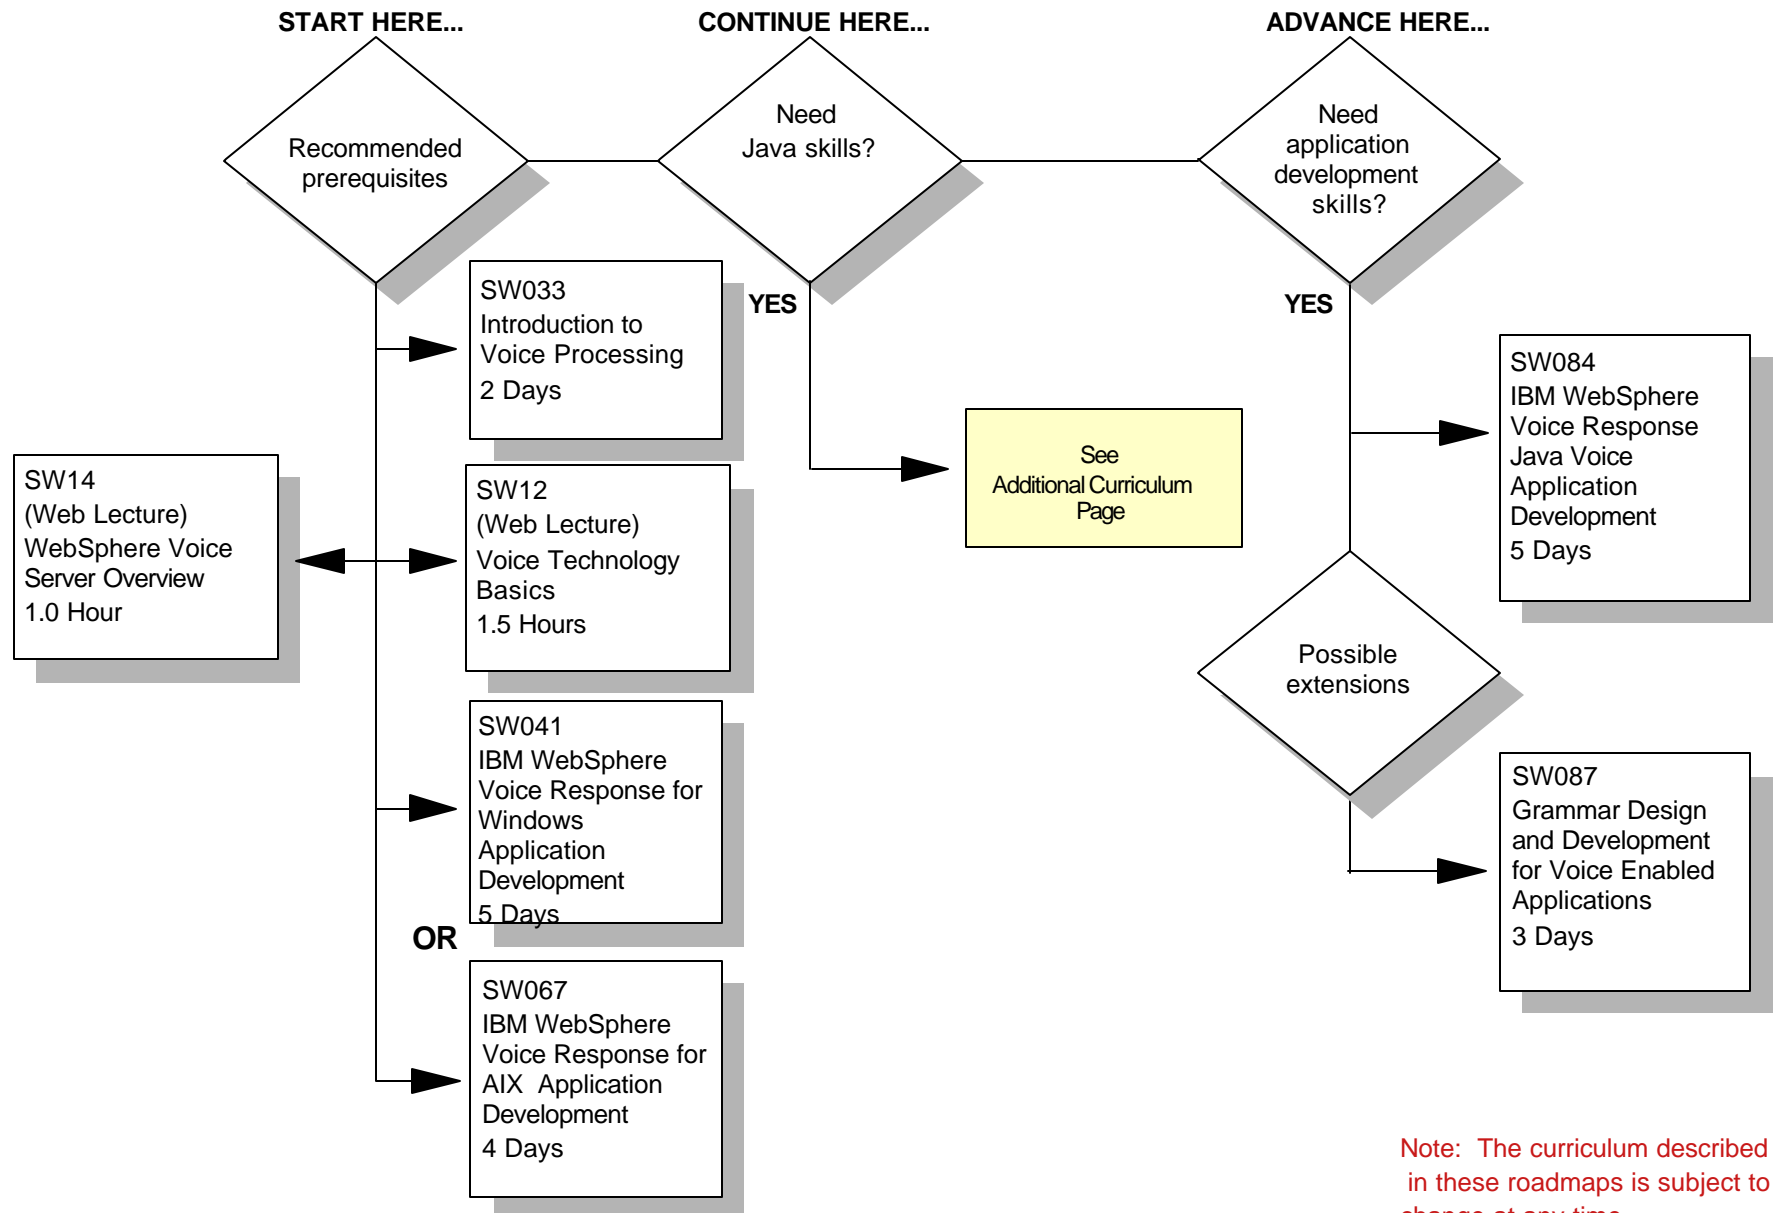 START HERE...
CONTINUE HERE...
ADVANCE HERE...
Recommended
prerequisites
Need
Java skills?
Need
application
development
skills?
YES
YES
SW033
Introduction to
Voice Processing
2 Days
SW14
(Web Lecture)
WebSphere Voice
Server Overview
1.0 Hour
SW12
(Web Lecture)
Voice Technology
Basics
1.5 Hours
SW041
IBM WebSphere
Voice Response for
Windows
Application
Development
5 Days
OR
SW067
IBM WebSphere
Voice Response for
AIX Application
Development
4 Days
See
Additional Curriculum
Page
SW084
IBM WebSphere
Voice Response
Java Voice
Application
Development
5 Days
Possible
extensions
SW087
Grammar Design
and Development
for Voice Enabled
Applications
3 Days
Note: The curriculum described
in these roadmaps is subject to
change at any time